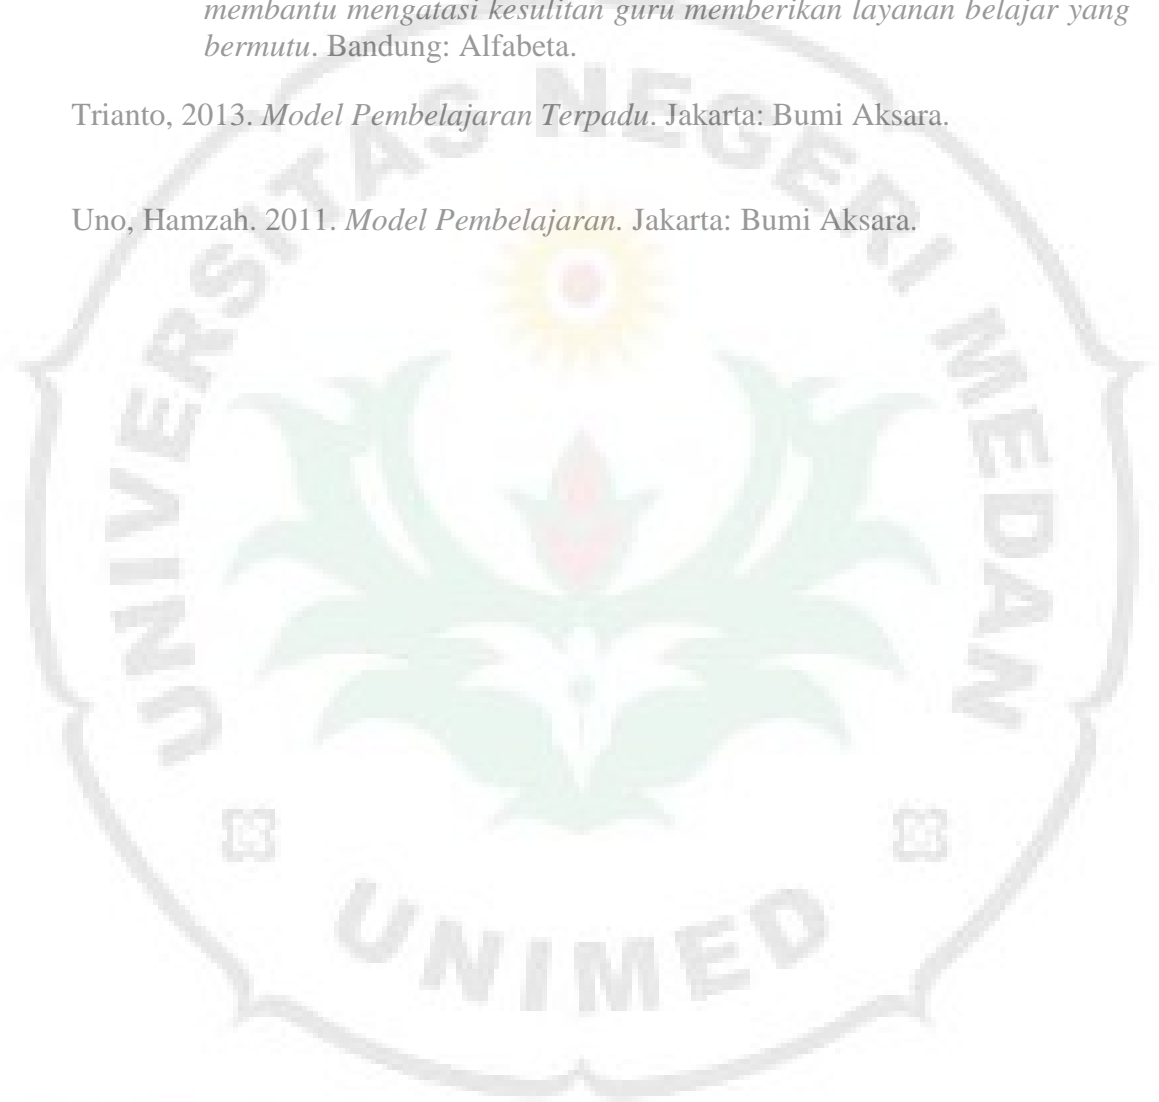 membantu mengatasi kesulitan guru memberikan layanan belajar yang
bermutu. Bandung: Alfabeta.
Trianto, 2013. Model Pembelajaran Terpadu. Jakarta: Bumi Aksara.
Uno, Hamzah. 2011. Model Pembelajaran. Jakarta: Bumi Aksara.
UNIVERSITAS NEGERI MEDAN
UNIMED